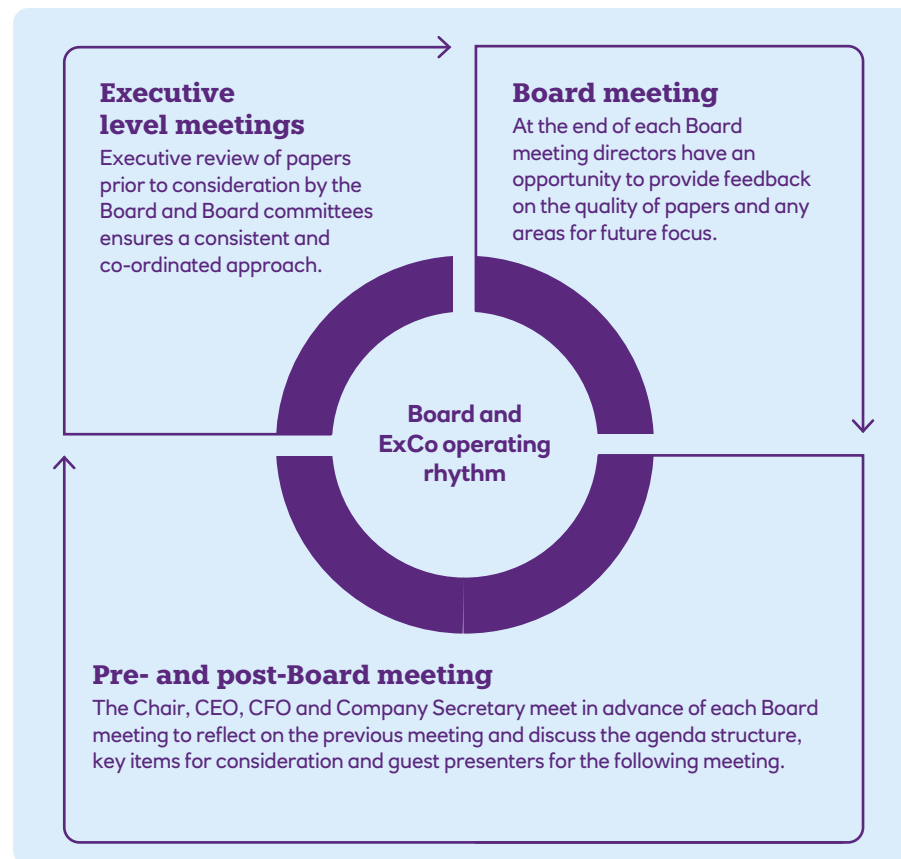 Executive
level meetings
Executive review of papers
prior to consideration by the
Board and Board committees
ensures a consistent and
co-ordinated approach.
Board meeting
At the end of each Board
meeting directors have an
opportunity to provide feedback
on the quality of papers and any
areas for future focus.
Board and
ExCo operating
rhythm
Pre- and post-Board meeting
The Chair, CEO, CFO and Company Secretary meet in advance of each Board
meeting to reflect on the previous meeting and discuss the agenda structure,
key items for consideration and guest presenters for the following meeting.